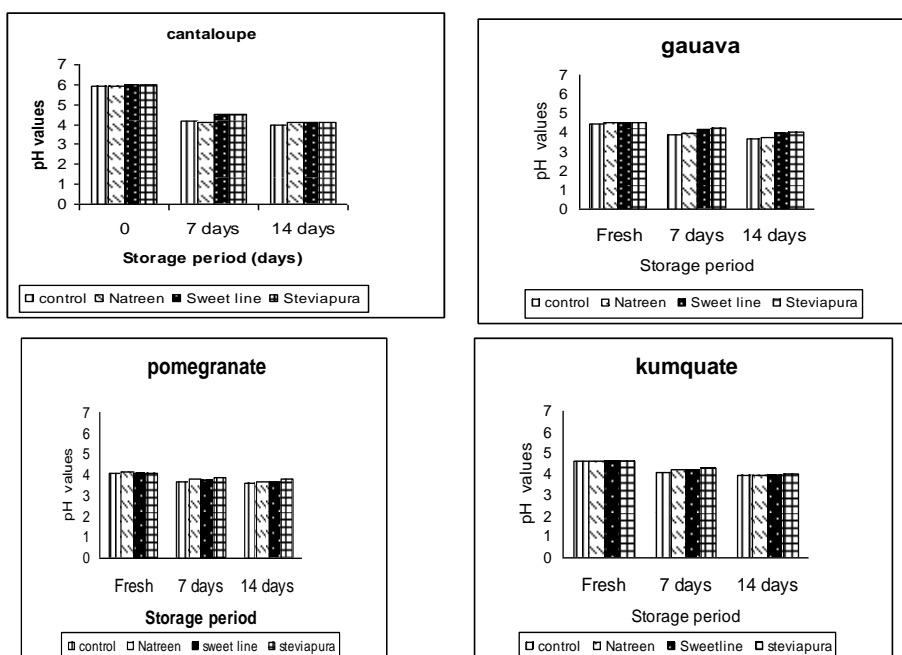 cantaloupe
7
6
5
4
3
2
1
0
pH values
0 7 days 14 days
Storage period (days)
control Natreen Sweet line Steviapura
gauava
7
6
5
4
3
2
1
0
pH values
Fresh 7 days 14 days
Storage period
control Natreen Sweet line Steviapura
pomegranate
7
6
5
4
3
2
1
0
pH values
Fresh 7 days 14 days
Storage period
control Natreen sweet line steviapura
kumquate
7
6
5
4
3
2
1
0
pH values
Fresh 7 days 14 days
Storage period
control Natreen Sweetline steviapura